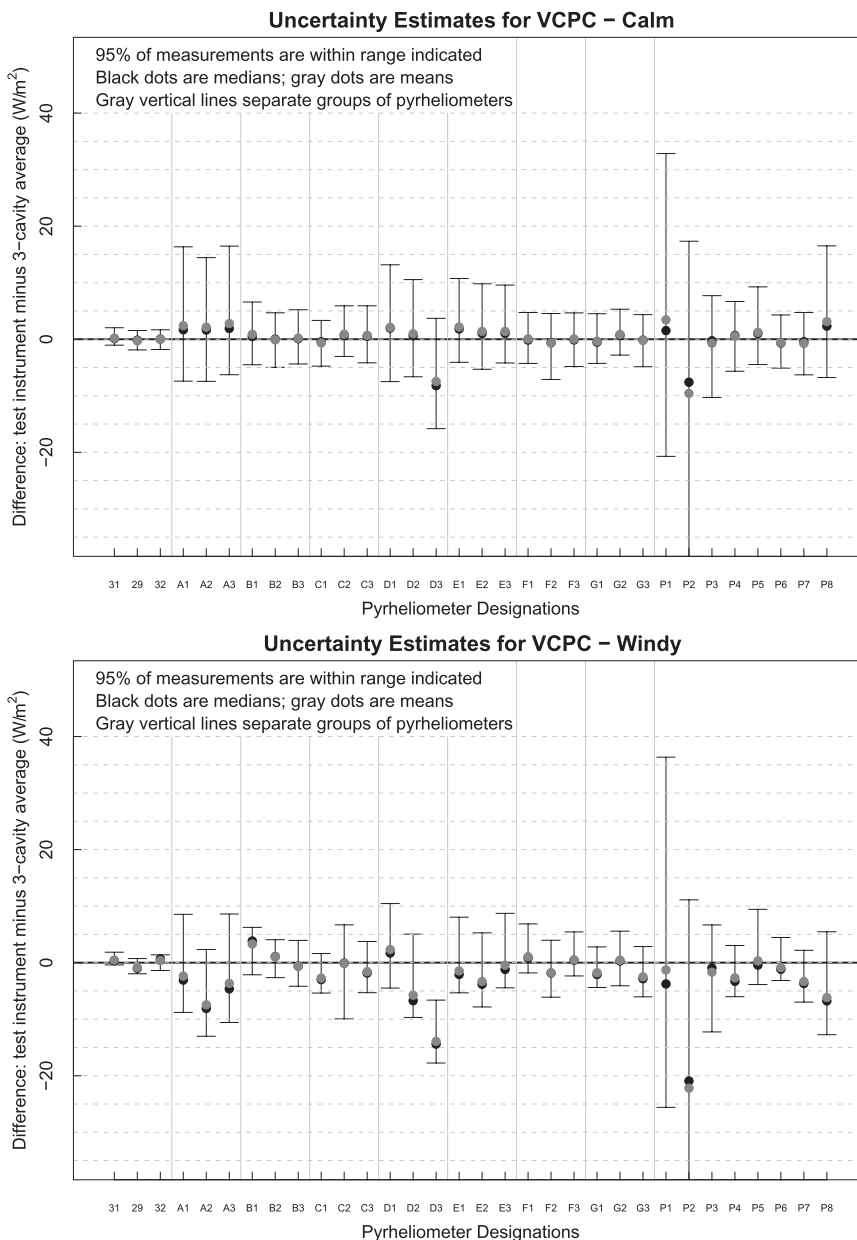 Uncertainty Estimates for VCPC − Calm
95% of measurements are within range indicated
Black dots are medians; gray dots are means
Gray vertical lines separate groups of pyrheliometers
Difference: test instrument minus 3−cavity average (W/m²)
40
20
0
−20
31 29 32 A1 A2 A3 B1 B2 B3 C1 C2 C3 D1 D2 D3 E1 E2 E3 F1 F2 F3 G1 G2 G3 P1 P2 P3 P4 P5 P6 P7 P8
Pyrheliometer Designations
Uncertainty Estimates for VCPC − Windy
95% of measurements are within range indicated
Black dots are medians; gray dots are means
Gray vertical lines separate groups of pyrheliometers
Difference: test instrument minus 3−cavity average (W/m²)
40
20
0
−20
31 29 32 A1 A2 A3 B1 B2 B3 C1 C2 C3 D1 D2 D3 E1 E2 E3 F1 F2 F3 G1 G2 G3 P1 P2 P3 P4 P5 P6 P7 P8
Pyrheliometer Designations